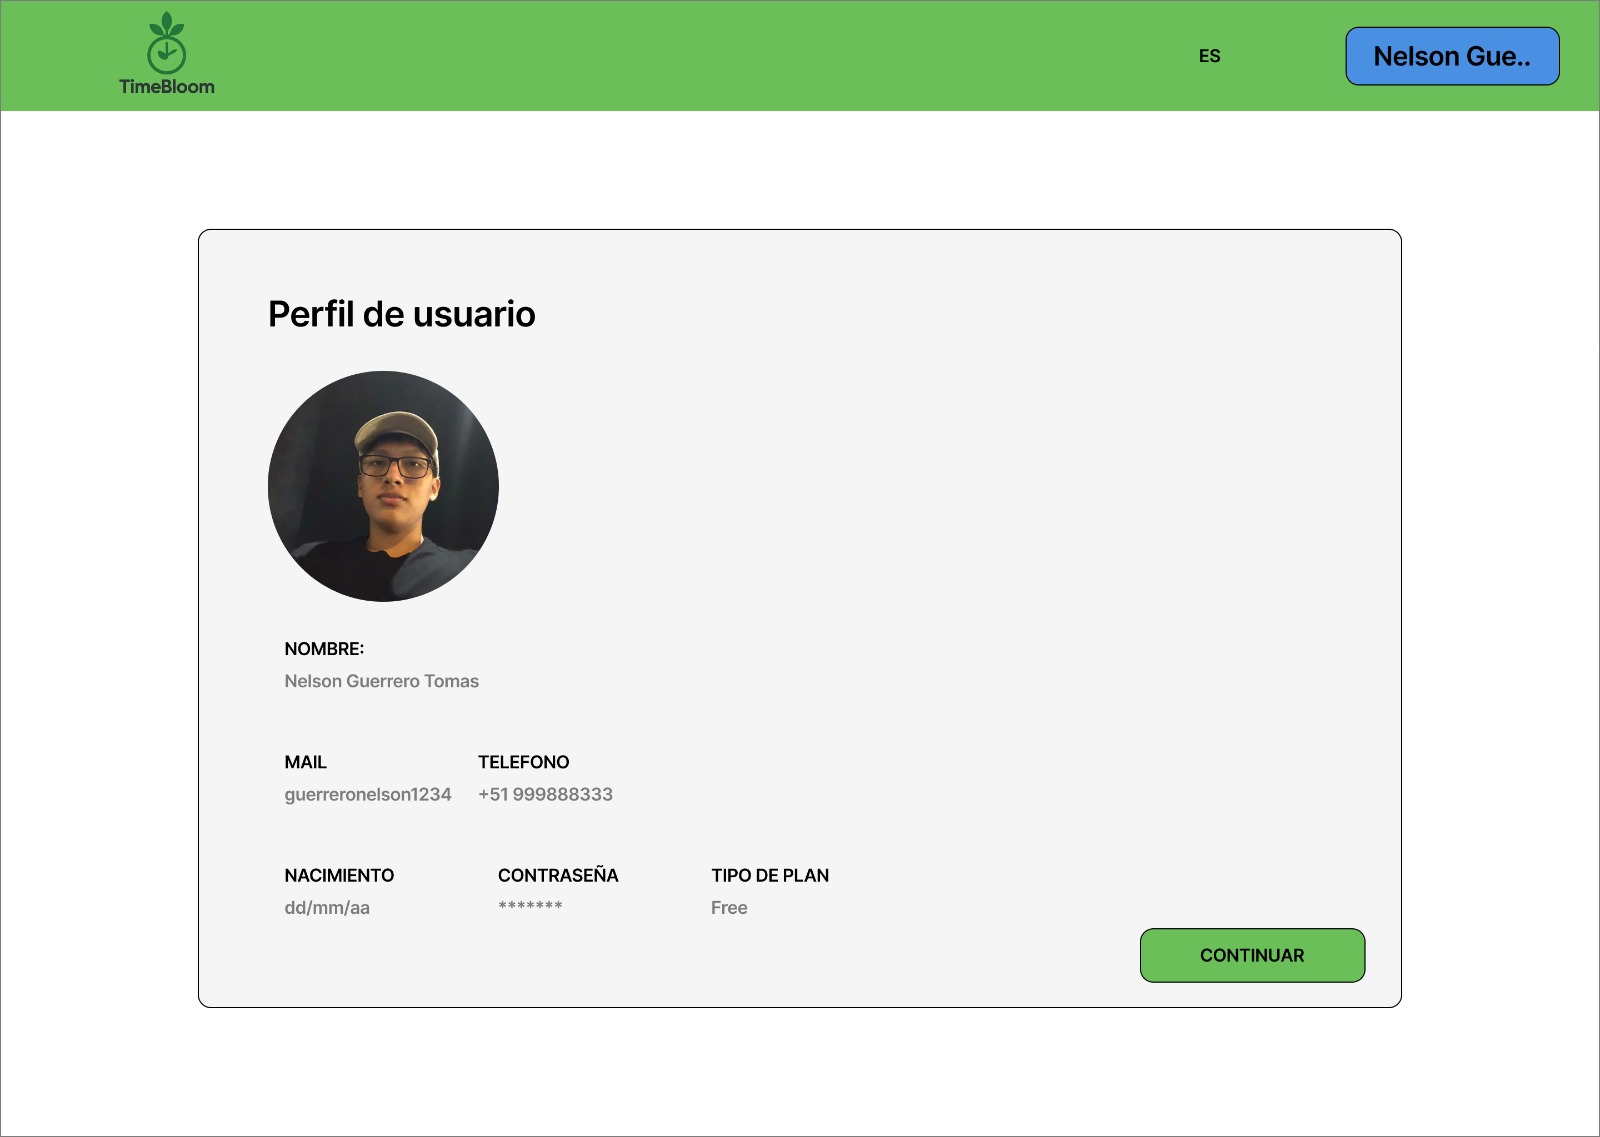 TimeBloom
ES
Nelson Gue..
Perfil de usuario
NOMBRE:
Nelson Guerrero Tomas
MAIL
TELEFONO
guerreronelson1234
+51 999888333
NACIMIENTO
CONTRASEÑA
TIPO DE PLAN
dd/mm/aa
*******
Free
CONTINUAR